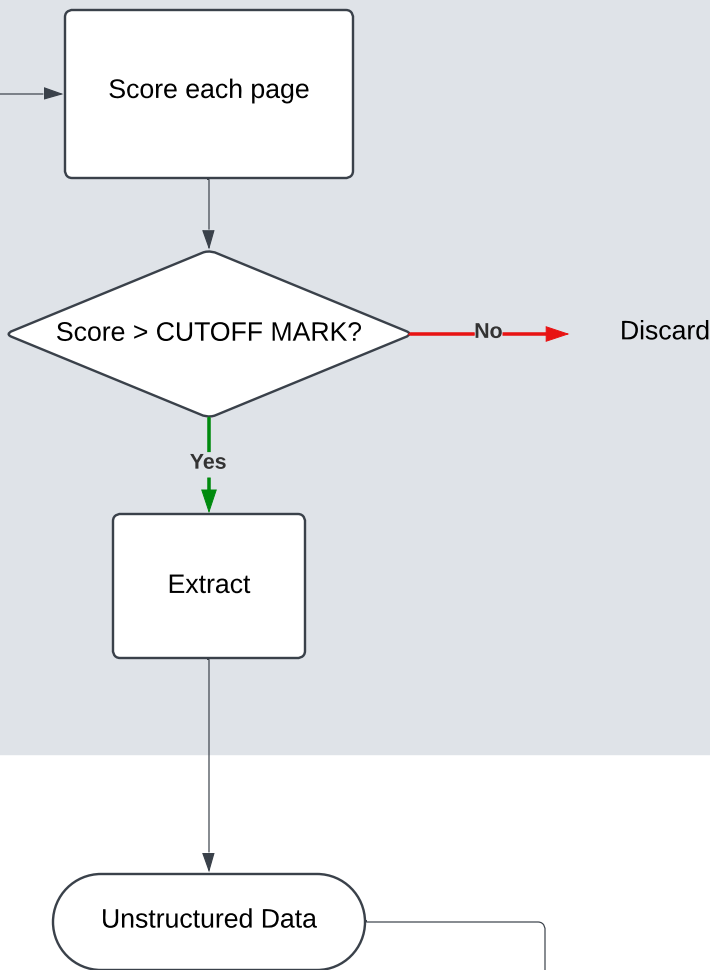 Score each page
Score > CUTOFF MARK?
No
Discard
Yes
Extract
Unstructured Data